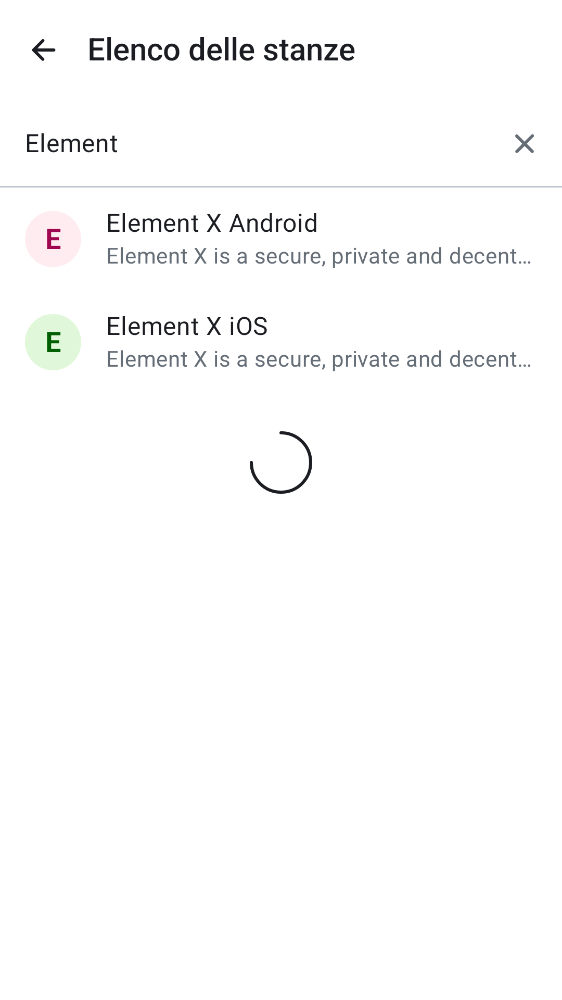 Elenco delle stanze
Element
E
Element X Android
Element X is a secure, private and decent…
E
Element X iOS
Element X is a secure, private and decent…